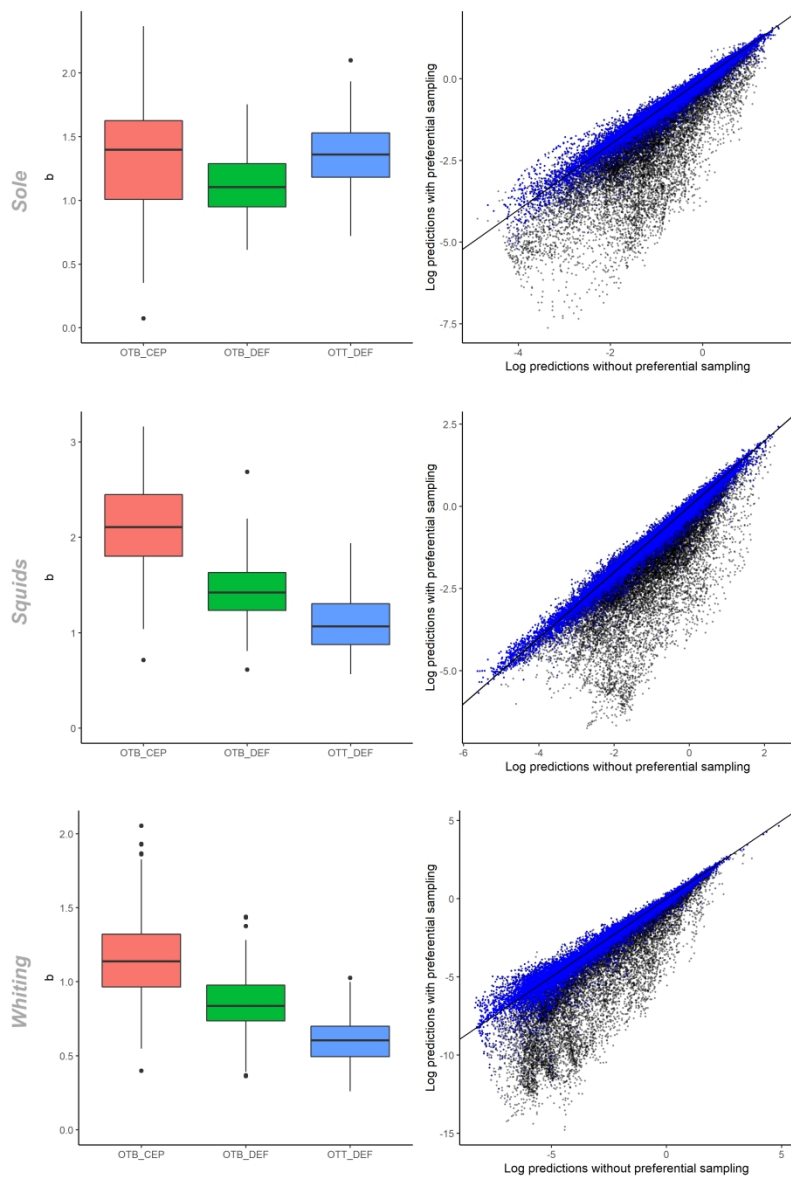 Sole
b
2.0
1.5
1.0
0.5
0.0
OTB_CEP OTB_DEF OTT_DEF
Log predictions with preferential sampling
0.0
-2.5
-5.0
-7.5
-4 -2 0
Log predictions without preferential sampling
Squids
b
3
2
1
0
OTB_CEP OTB_DEF OTT_DEF
Log predictions with preferential sampling
2.5
0.0
-2.5
-5.0
-6 -4 -2 0 2
Log predictions without preferential sampling
Whiting
b
2.0
1.5
1.0
0.5
0.0
OTB_CEP OTB_DEF OTT_DEF
Log predictions with preferential sampling
5
0
-5
-10
-15
-5 0 5
Log predictions without preferential sampling